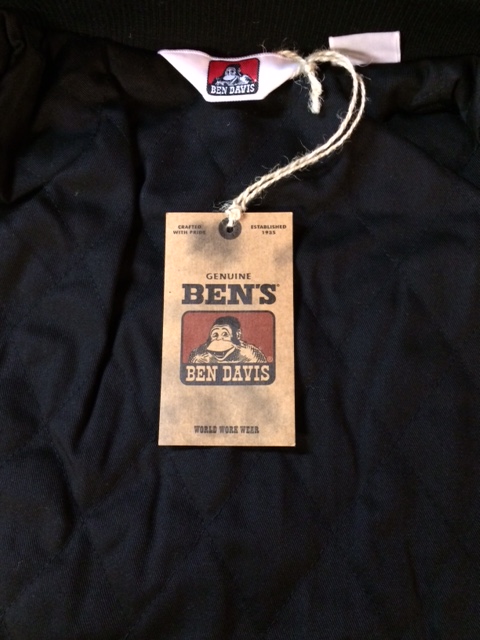 BEN DAVIS
CRAFTED
WITH PRIDE
ESTABLISHED
1935
GENUINE
BEN'S
BEN DAVIS
WORLD WORK WEAR